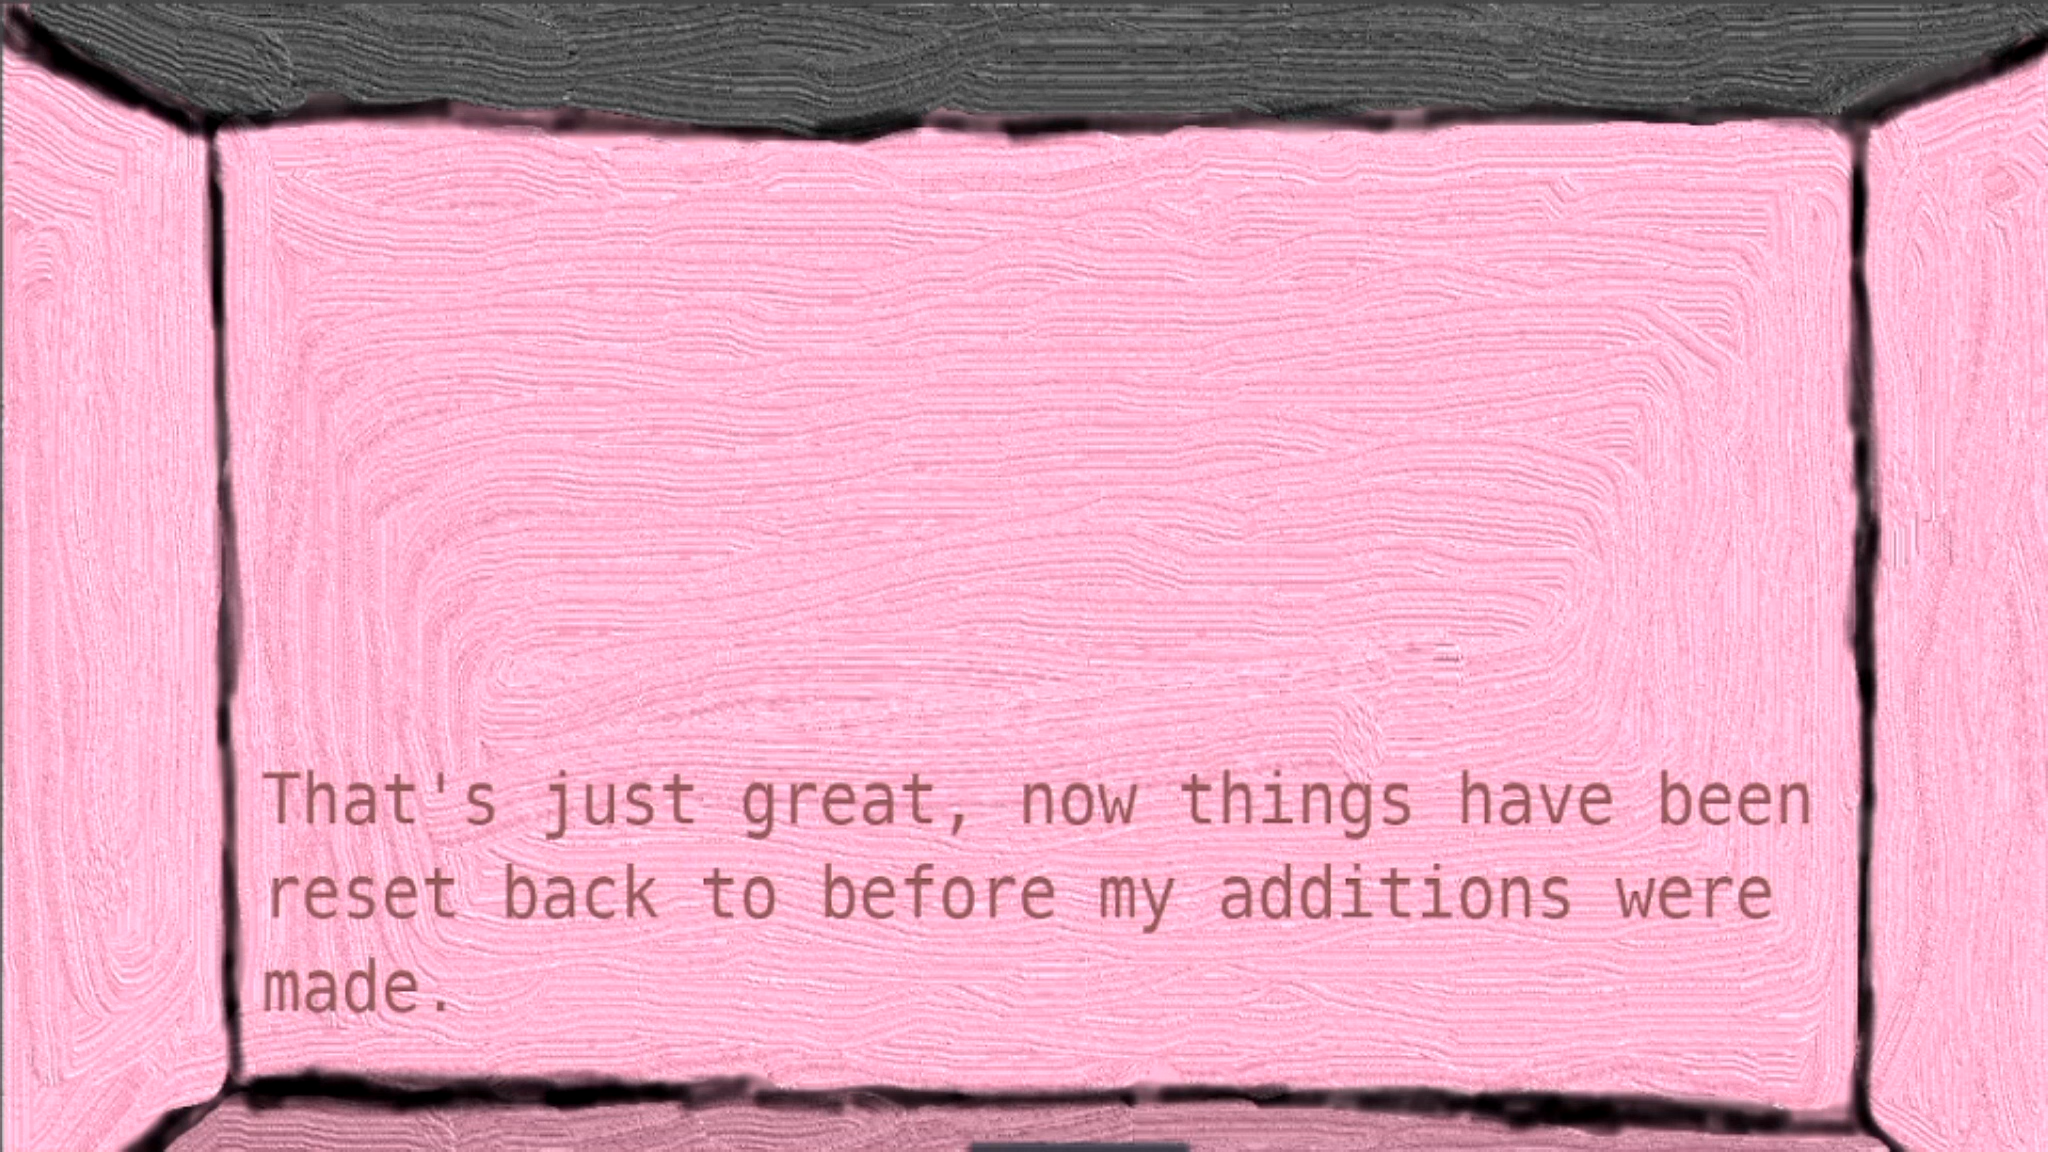 That's just great, now things have been
reset back to before my additions were
made.